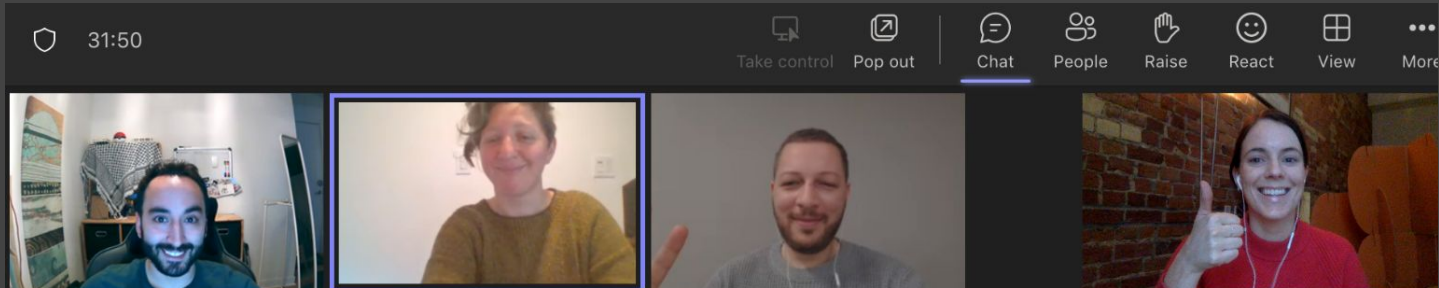 31:50
Take control
Pop out
Chat
People
Raise
React
View
More